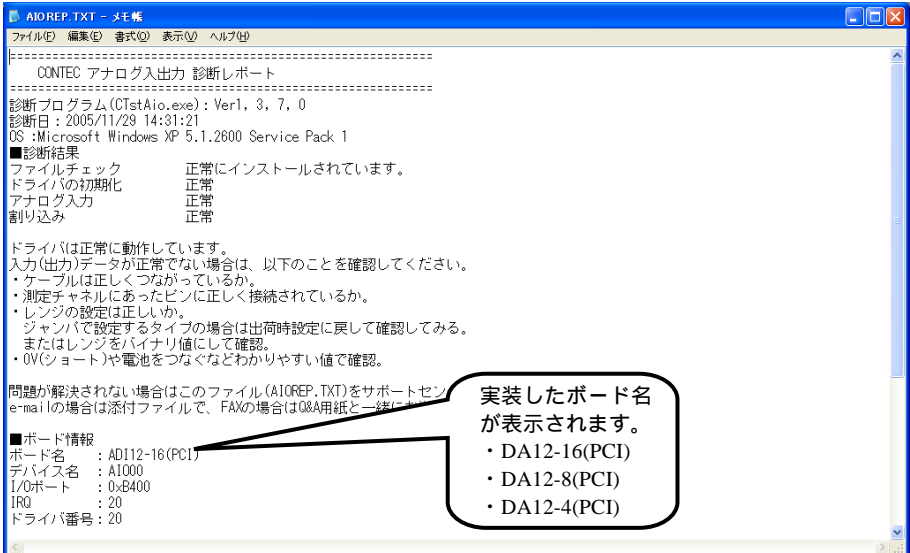 AIOREP.TXT - メモ帳
ファイル(F) 編集(E) 書式(O) 表示(V) ヘルプ(H)
============================================================
CONTEC アナログ入出力 診断レポート
============================================================
診断プログラム(CTstAio.exe) : Ver1, 3, 7, 0
診断日 : 2005/11/29 14:31:21
OS :Microsoft Windows XP 5.1.2600 Service Pack 1
■診断結果
ファイルチェック 正常にインストールされています。
ドライバの初期化 正常
アナログ入力 正常
割り込み 正常
ドライバは正常に動作しています。
入力(出力)データが正常でない場合は、以下のことを確認してください。
・ケーブルは正しくつながっているか。
・測定チャネルにあったピンに正しく接続されているか。
・レンジの設定は正しいか。
ジャンパで設定するタイプの場合は出荷時設定に戻して確認してみる。
またはレンジをバイナリ値にして確認。
・0V(ショート)や電池をつなぐなどわかりやすい値で確認。
問題が解決されない場合はこのファイル(AIOREP.TXT)をサポートセン
e-mailの場合は添付ファイルで、FAXの場合はQ&A用紙と一緒に
■ボード情報
ボード名 : ADI12-16(PCI)
デバイス名 : AIO00
I/Oポート : 0xB400
IRQ : 20
ドライバ番号 : 20
実装したボード名
が表示されます。
・DA12-16(PCI)
・DA12-8(PCI)
・DA12-4(PCI)